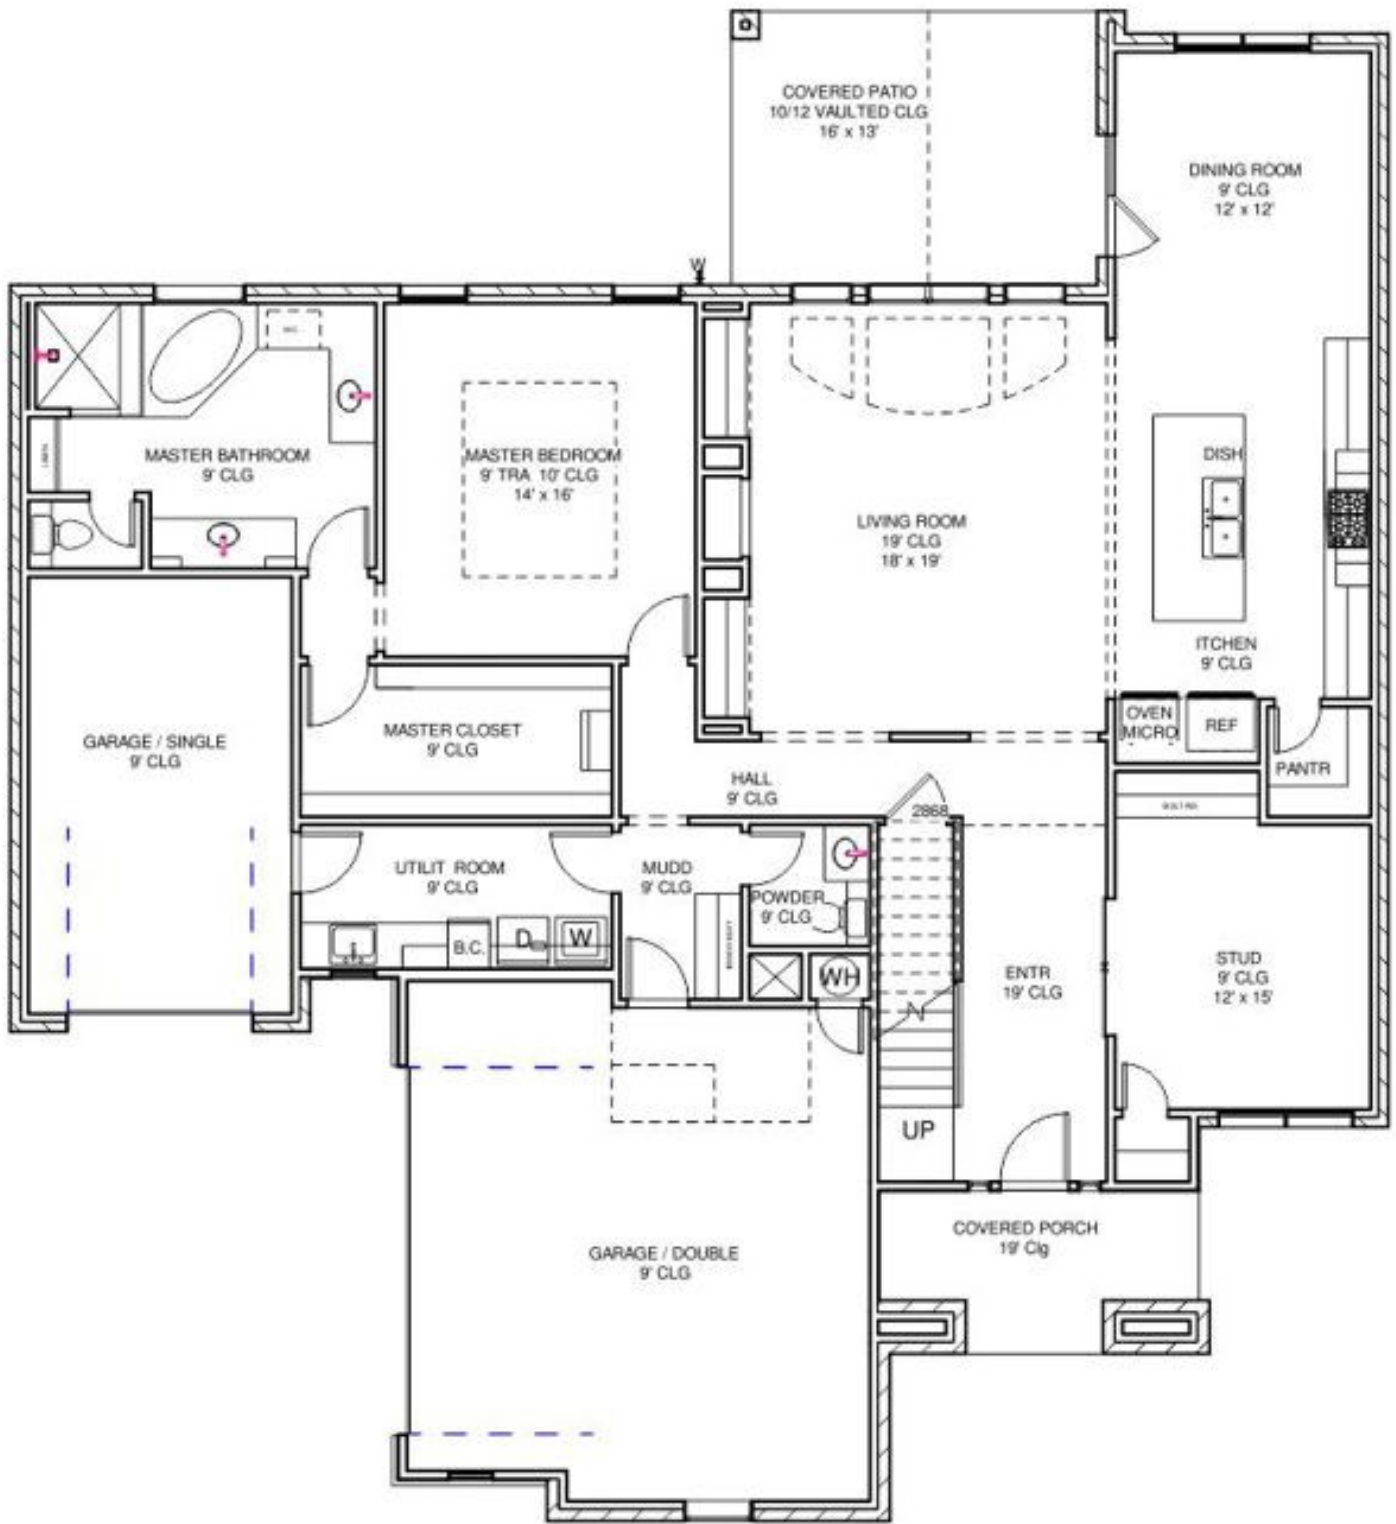 COVERED PATIO
10/12 VAULTED CLG
16' x 13'
DINING ROOM
9' CLG
12' x 12'
W
MASTER BATHROOM
9' CLG
MASTER BEDROOM
9' TRA 10' CLG
14' x 16'
DISH
LIVING ROOM
19' CLG
18' x 19'
ITCHEN
9' CLG
GARAGE / SINGLE
9' CLG
MASTER CLOSET
9' CLG
OVEN
MICRO
REF
PANTR
HALL
9' CLG
2868
UTILIT ROOM
9' CLG
MUDD
9' CLG
POWDER
9' CLG
B.C.
D
W
WH
ENTR
19' CLG
STUD
9' CLG
12' x 15'
UP
COVERED PORCH
19' Clg
GARAGE / DOUBLE
9' CLG